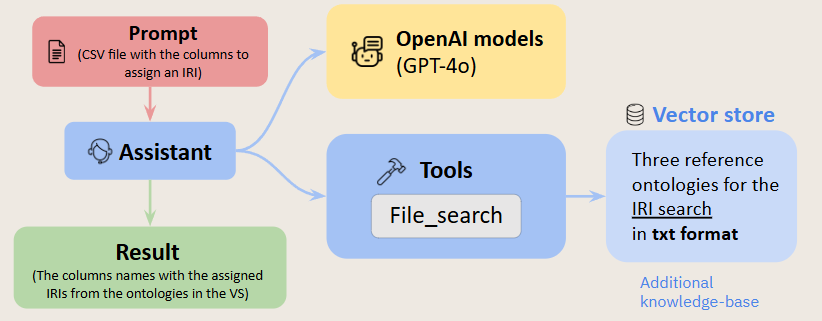 Prompt
(CSV file with the columns to
assign an IRI)
OpenAI models
(GPT-4o)
Assistant
Tools
File_search
Vector store
Three reference
ontologies for the
IRI search
in txt format
Result
(The columns names with the assigned
IRIs from the ontologies in the VS)
Additional
knowledge-base